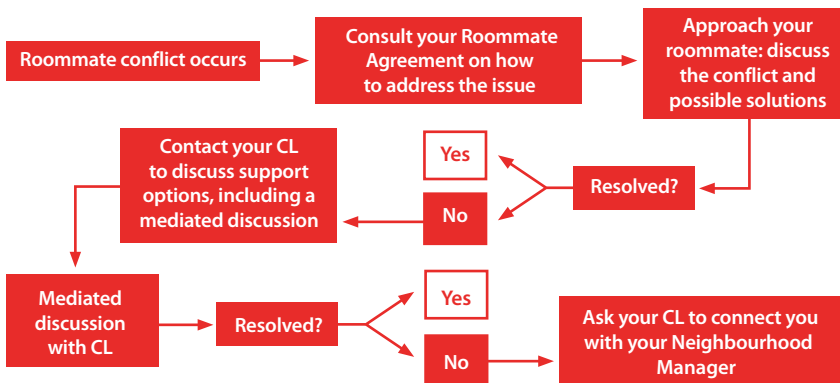 Roommate conflict occurs
Consult your Roommate
Agreement on how
to address the issue
Approach your
roommate: discuss
the conflict and
possible solutions
Resolved?
Yes
No
Contact your CL
to discuss support
options, including a
mediated discussion
Mediated
discussion
with CL
Resolved?
Yes
No
Ask your CL to connect you
with your Neighbourhood
Manager